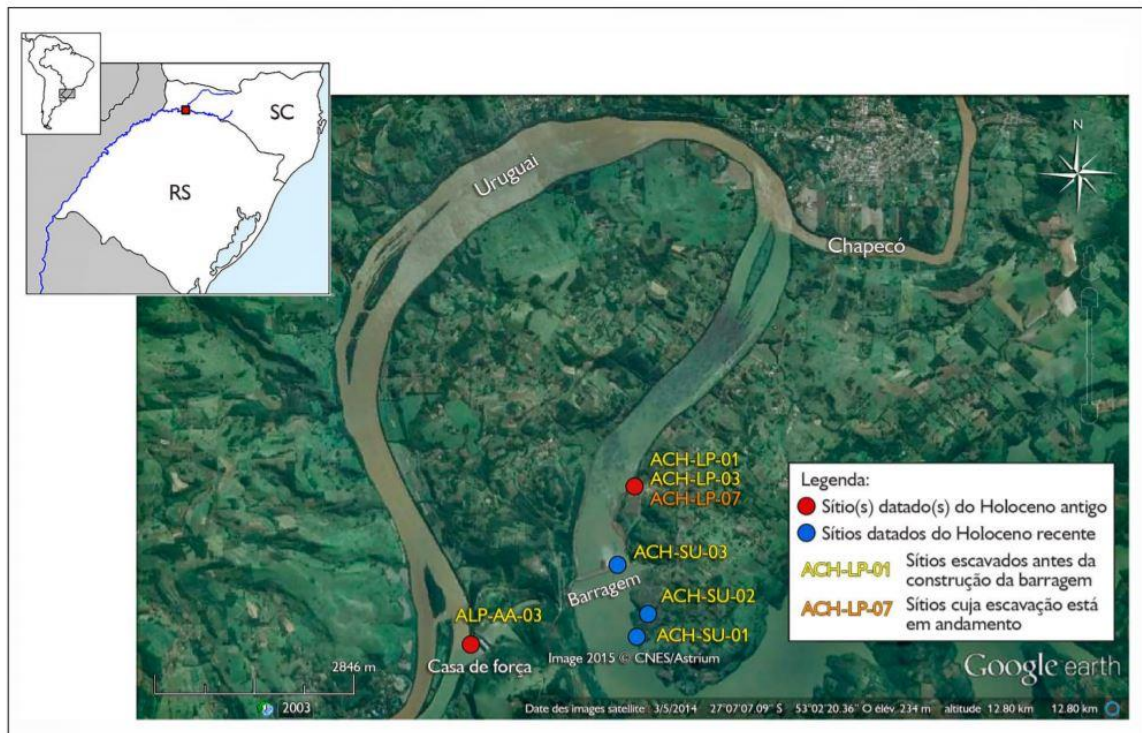 SC
RS
Uruguai
N
Chapecó
ACH-LP-01
ACH-LP-03
ACH-LP-07
ACH-SU-03
Barragem
ACH-SU-02
ACH-SU-01
ALP-AA-03
Casa de força
Legenda:
Sítio(s) datado(s) do Holoceno antigo
Sítios datados do Holoceno recente
ACH-LP-01 Sítios escavados antes da
construção da barragem
ACH-LP-07 Sítios cuja escavação está
em andamento
2846 m
Image 2015 © CNES/Astrium
Google earth
2003
Date des images satellite : 3/5/2014 27°07'07.09" S 53°02'20.36" O élév. 234 m altitude 12.80 km 12.80 km